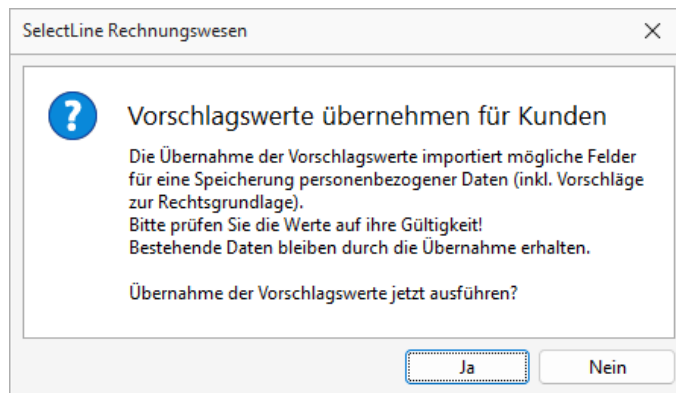 SelectLine Rechnungswesen
Vorschlagswerte übernehmen für Kunden
Die Übernahme der Vorschlagswerte importiert mögliche Felder
für eine Speicherung personenbezogener Daten (inkl. Vorschläge
zur Rechtsgrundlage).
Bitte prüfen Sie die Werte auf ihre Gültigkeit!
Bestehende Daten bleiben durch die Übernahme erhalten.
Übernahme der Vorschlagswerte jetzt ausführen?
Ja
Nein